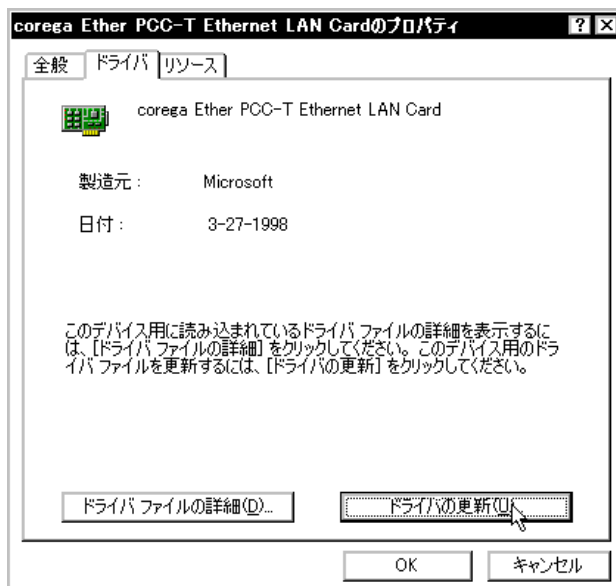 corega Ether PCC-T Ethernet LAN Cardのプロパティ
全般 ドライバ リソース
corega Ether PCC-T Ethernet LAN Card
製造元： Microsoft
日付： 3-27-1998
このデバイス用に読み込まれているドライバ ファイルの詳細を表示するに
は、[ドライバ ファイルの詳細] をクリックしてください。このデバイス用のドラ
イバ ファイルを更新するには、[ドライバの更新] をクリックしてください。
ドライバ ファイルの詳細(D)... ドライバの更新(U)
OK キャンセル